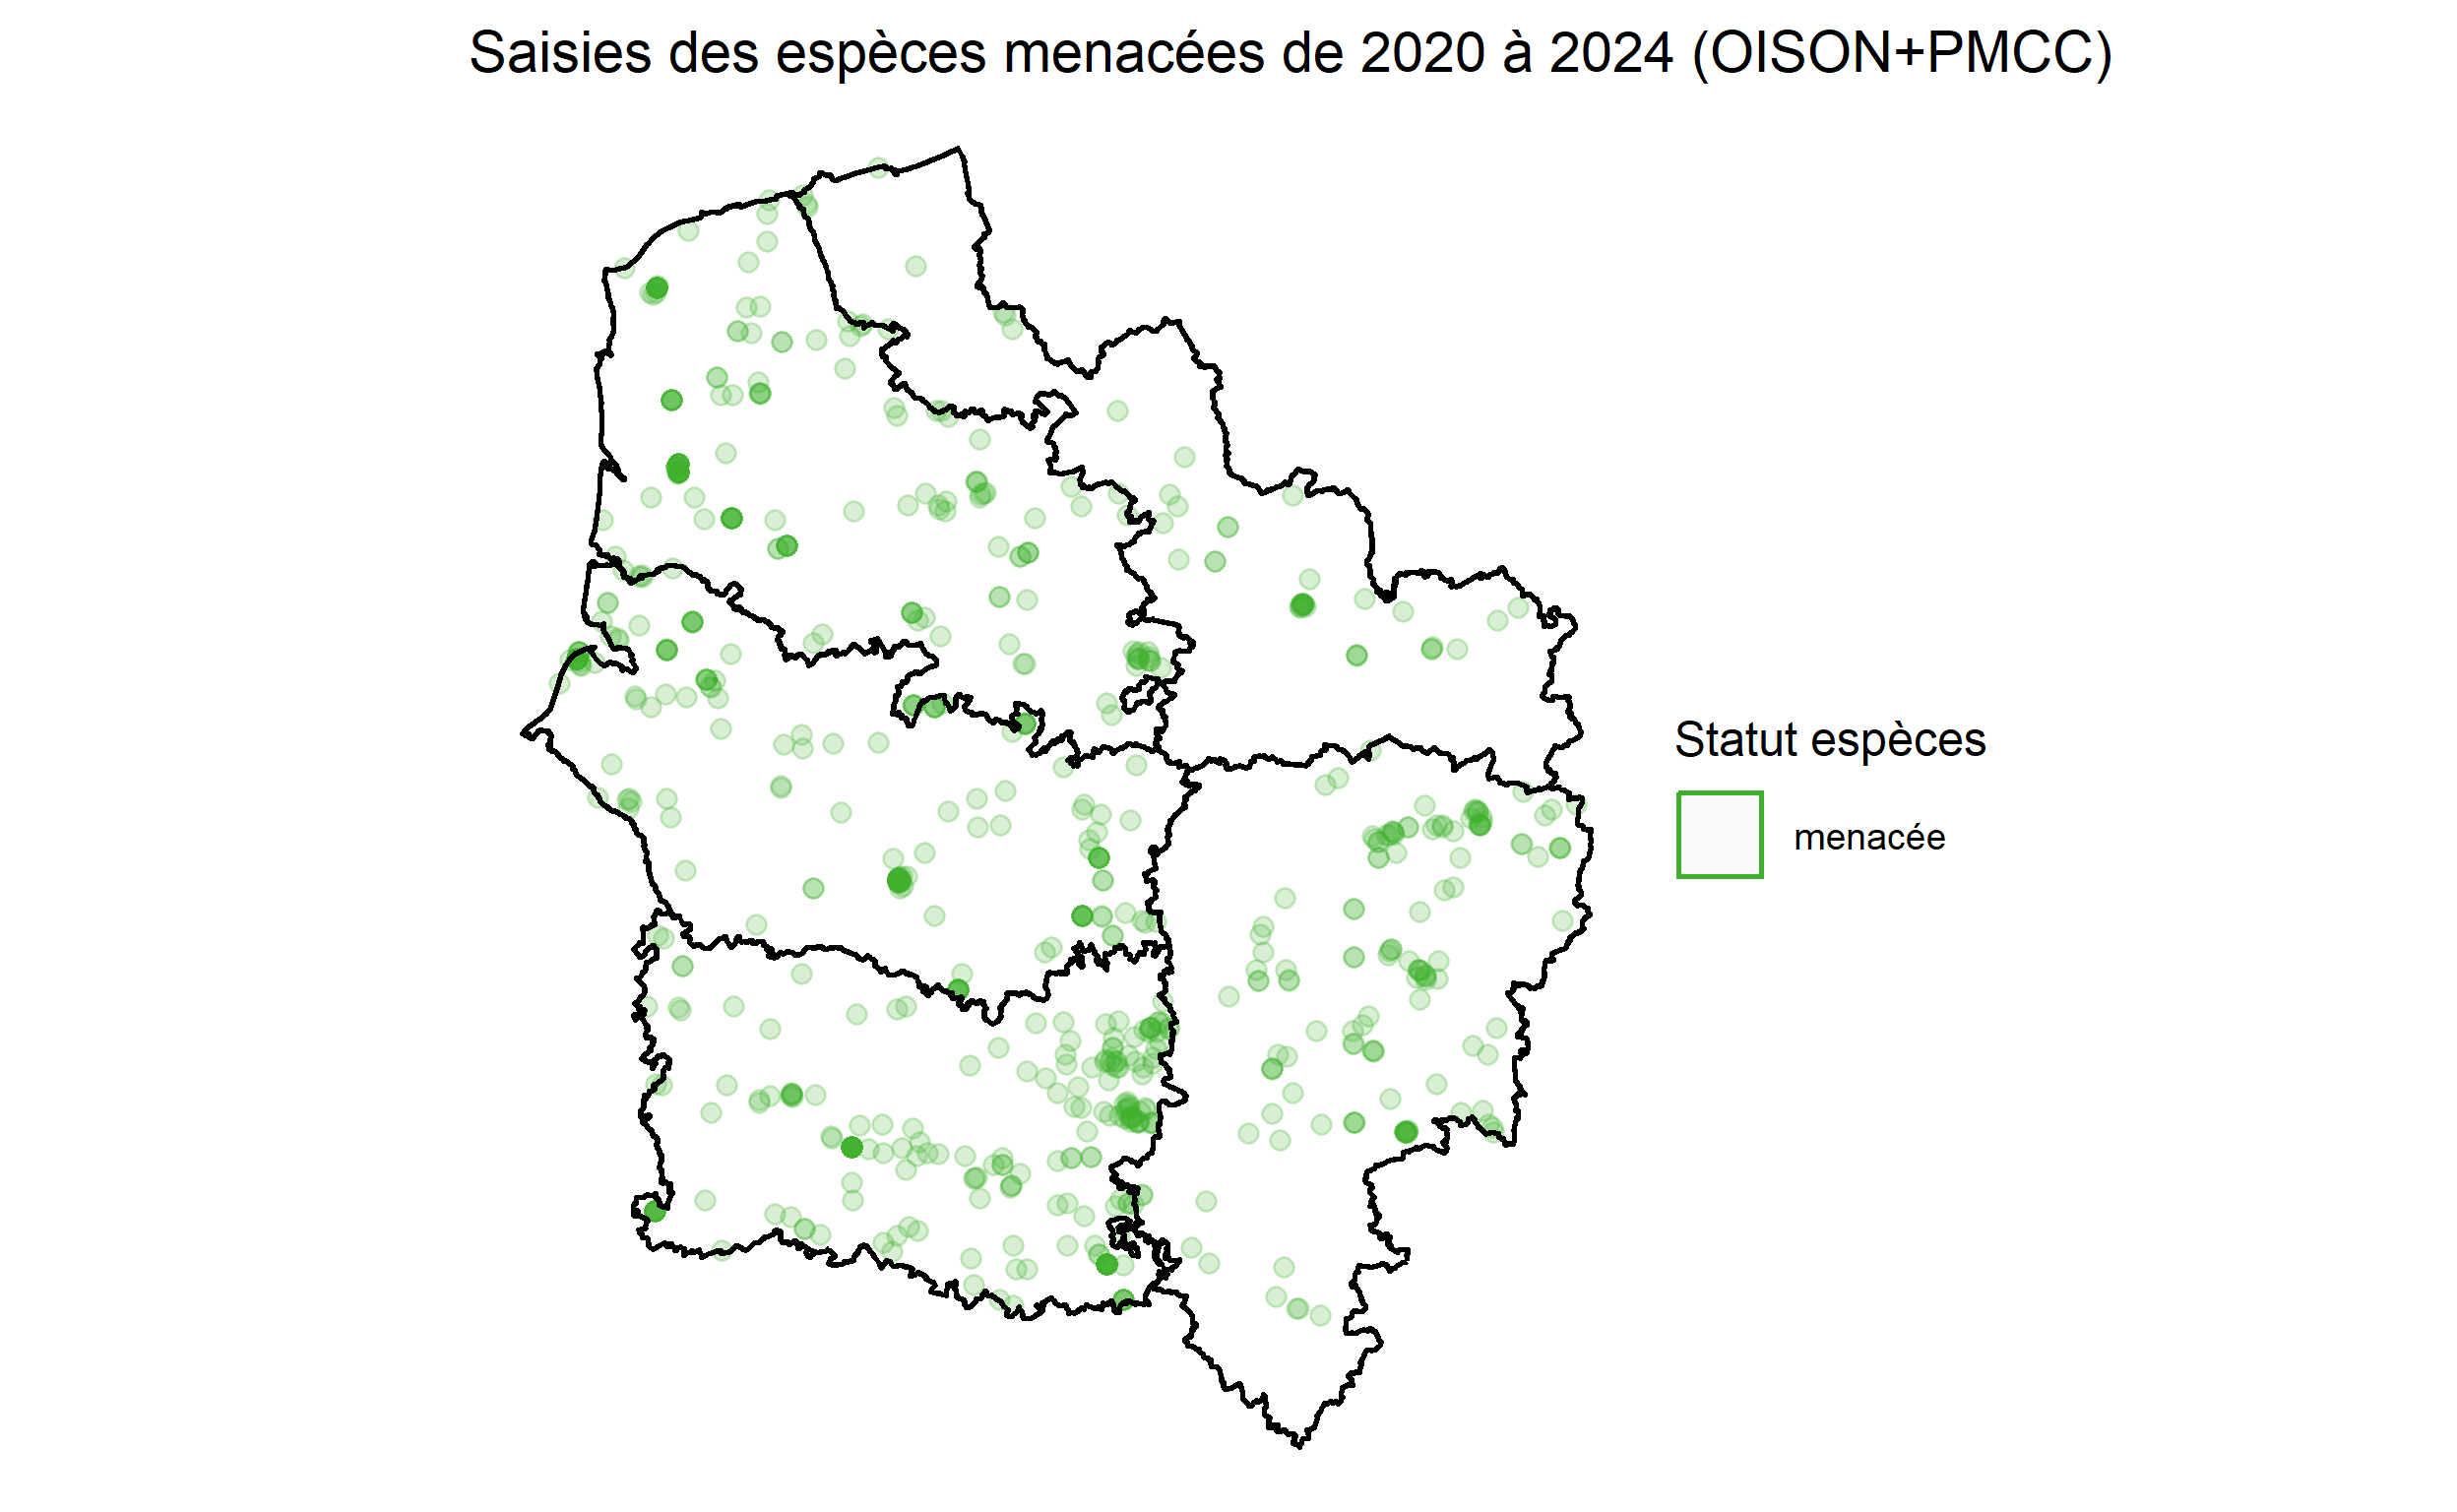 Saisies des espèces menacées de 2020 à 2024 (OISON+PMCC)
Statut espèces
menacée